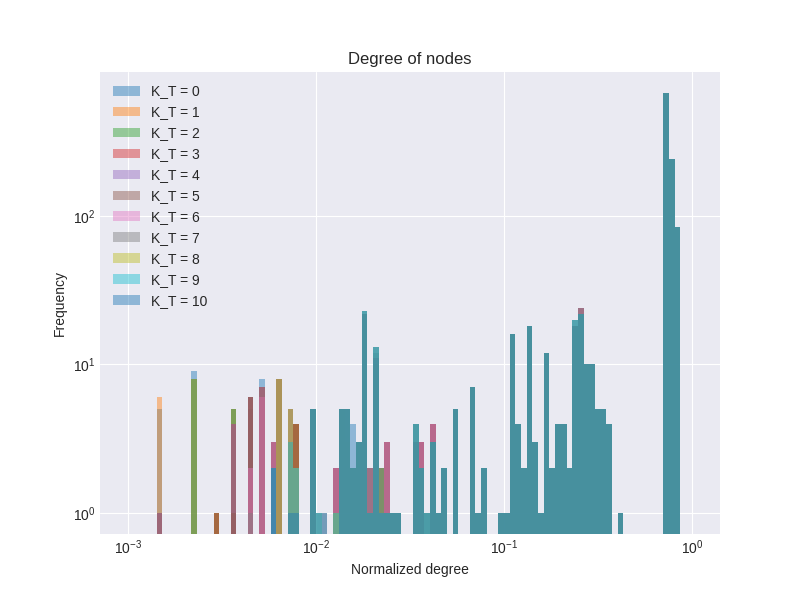 Degree of nodes
K_T = 0
K_T = 1
K_T = 2
K_T = 3
K_T = 4
K_T = 5
K_T = 6
K_T = 7
K_T = 8
K_T = 9
K_T = 10
Frequency
10²
10¹
10⁰
10⁻³ 10⁻² 10⁻¹ 10⁰
Normalized degree